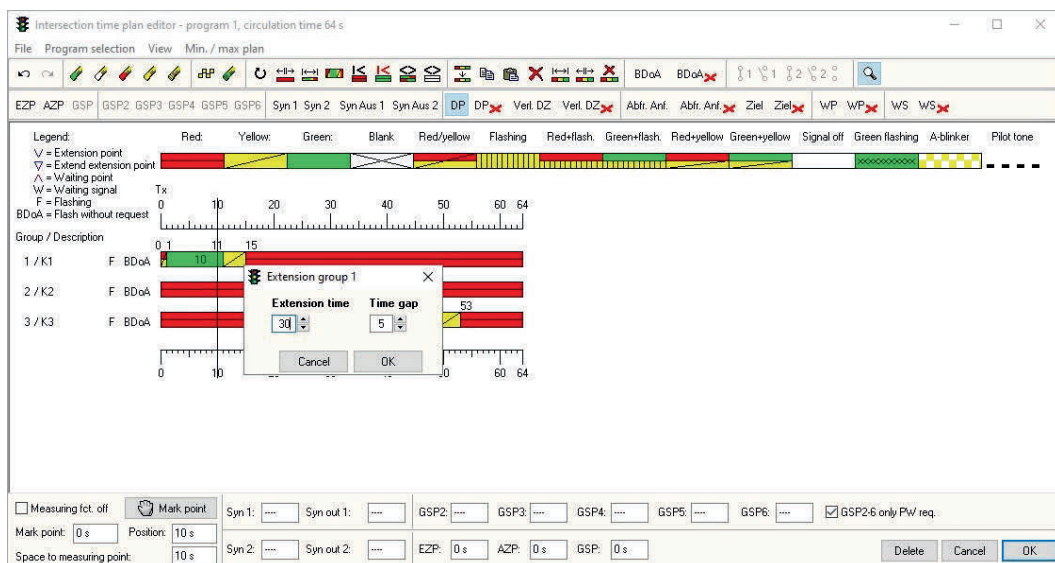 Intersection time plan editor - program 1, circulation time 64 s
File Program selection View Min. / max plan
BDoA BDoA 1 1 2 2
EZP AZP GSP GSP2 GSP3 GSP4 GSP5 GSP6 Syn 1 Syn 2 Syn Aus 1 Syn Aus 2 DP DP Verl. DZ Verl. DZ Abfr. Anf. Abfr. Anf. Ziel Ziel WP WP WS WS
Legend: Red: Yellow: Green: Blank Red/yellow Flashing Red+flash. Green+flash. Red+yellow Green+yellow Signal off Green flashing A-blinker Pilot tone
V = Extension point
∇ = Extend extension point
Λ = Waiting point
W = Waiting signal Tx
F = Flashing 0 10 20 30 40 50 60 64
BDoA = Flash without request
Group / Description
0 1 11 15
1 / K1 F BDoA 10
Extension group 1
2 / K2 F BDoA
Extension time Time gap
53
3 / K3 F BDoA
30 5
Cancel OK
0 10 20 30 40 50 60 64
Measuring fct. off Mark point Syn 1: ---- Syn out 1: ---- GSP2: ---- GSP3: ---- GSP4: ---- GSP5: ---- GSP6: ---- GSP2-6 only PW req.
Mark point: 0 s Position: 10 s
Space to measuring point: 10 s Syn 2: ---- Syn out 2: ---- EZP: 0 s AZP: 0 s GSP: 0 s Delete Cancel OK